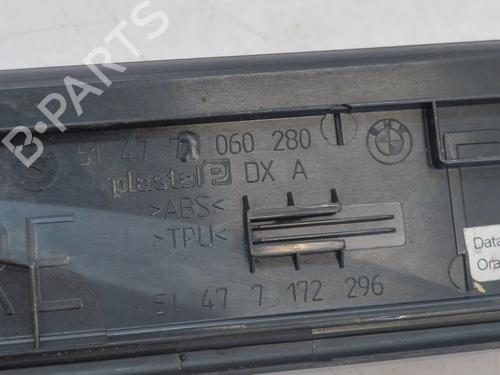 51 47 7 060 280
plastal DX A
>ABS<
>TPU<
51 47 7 172 296
Data
Ora
B-Parts